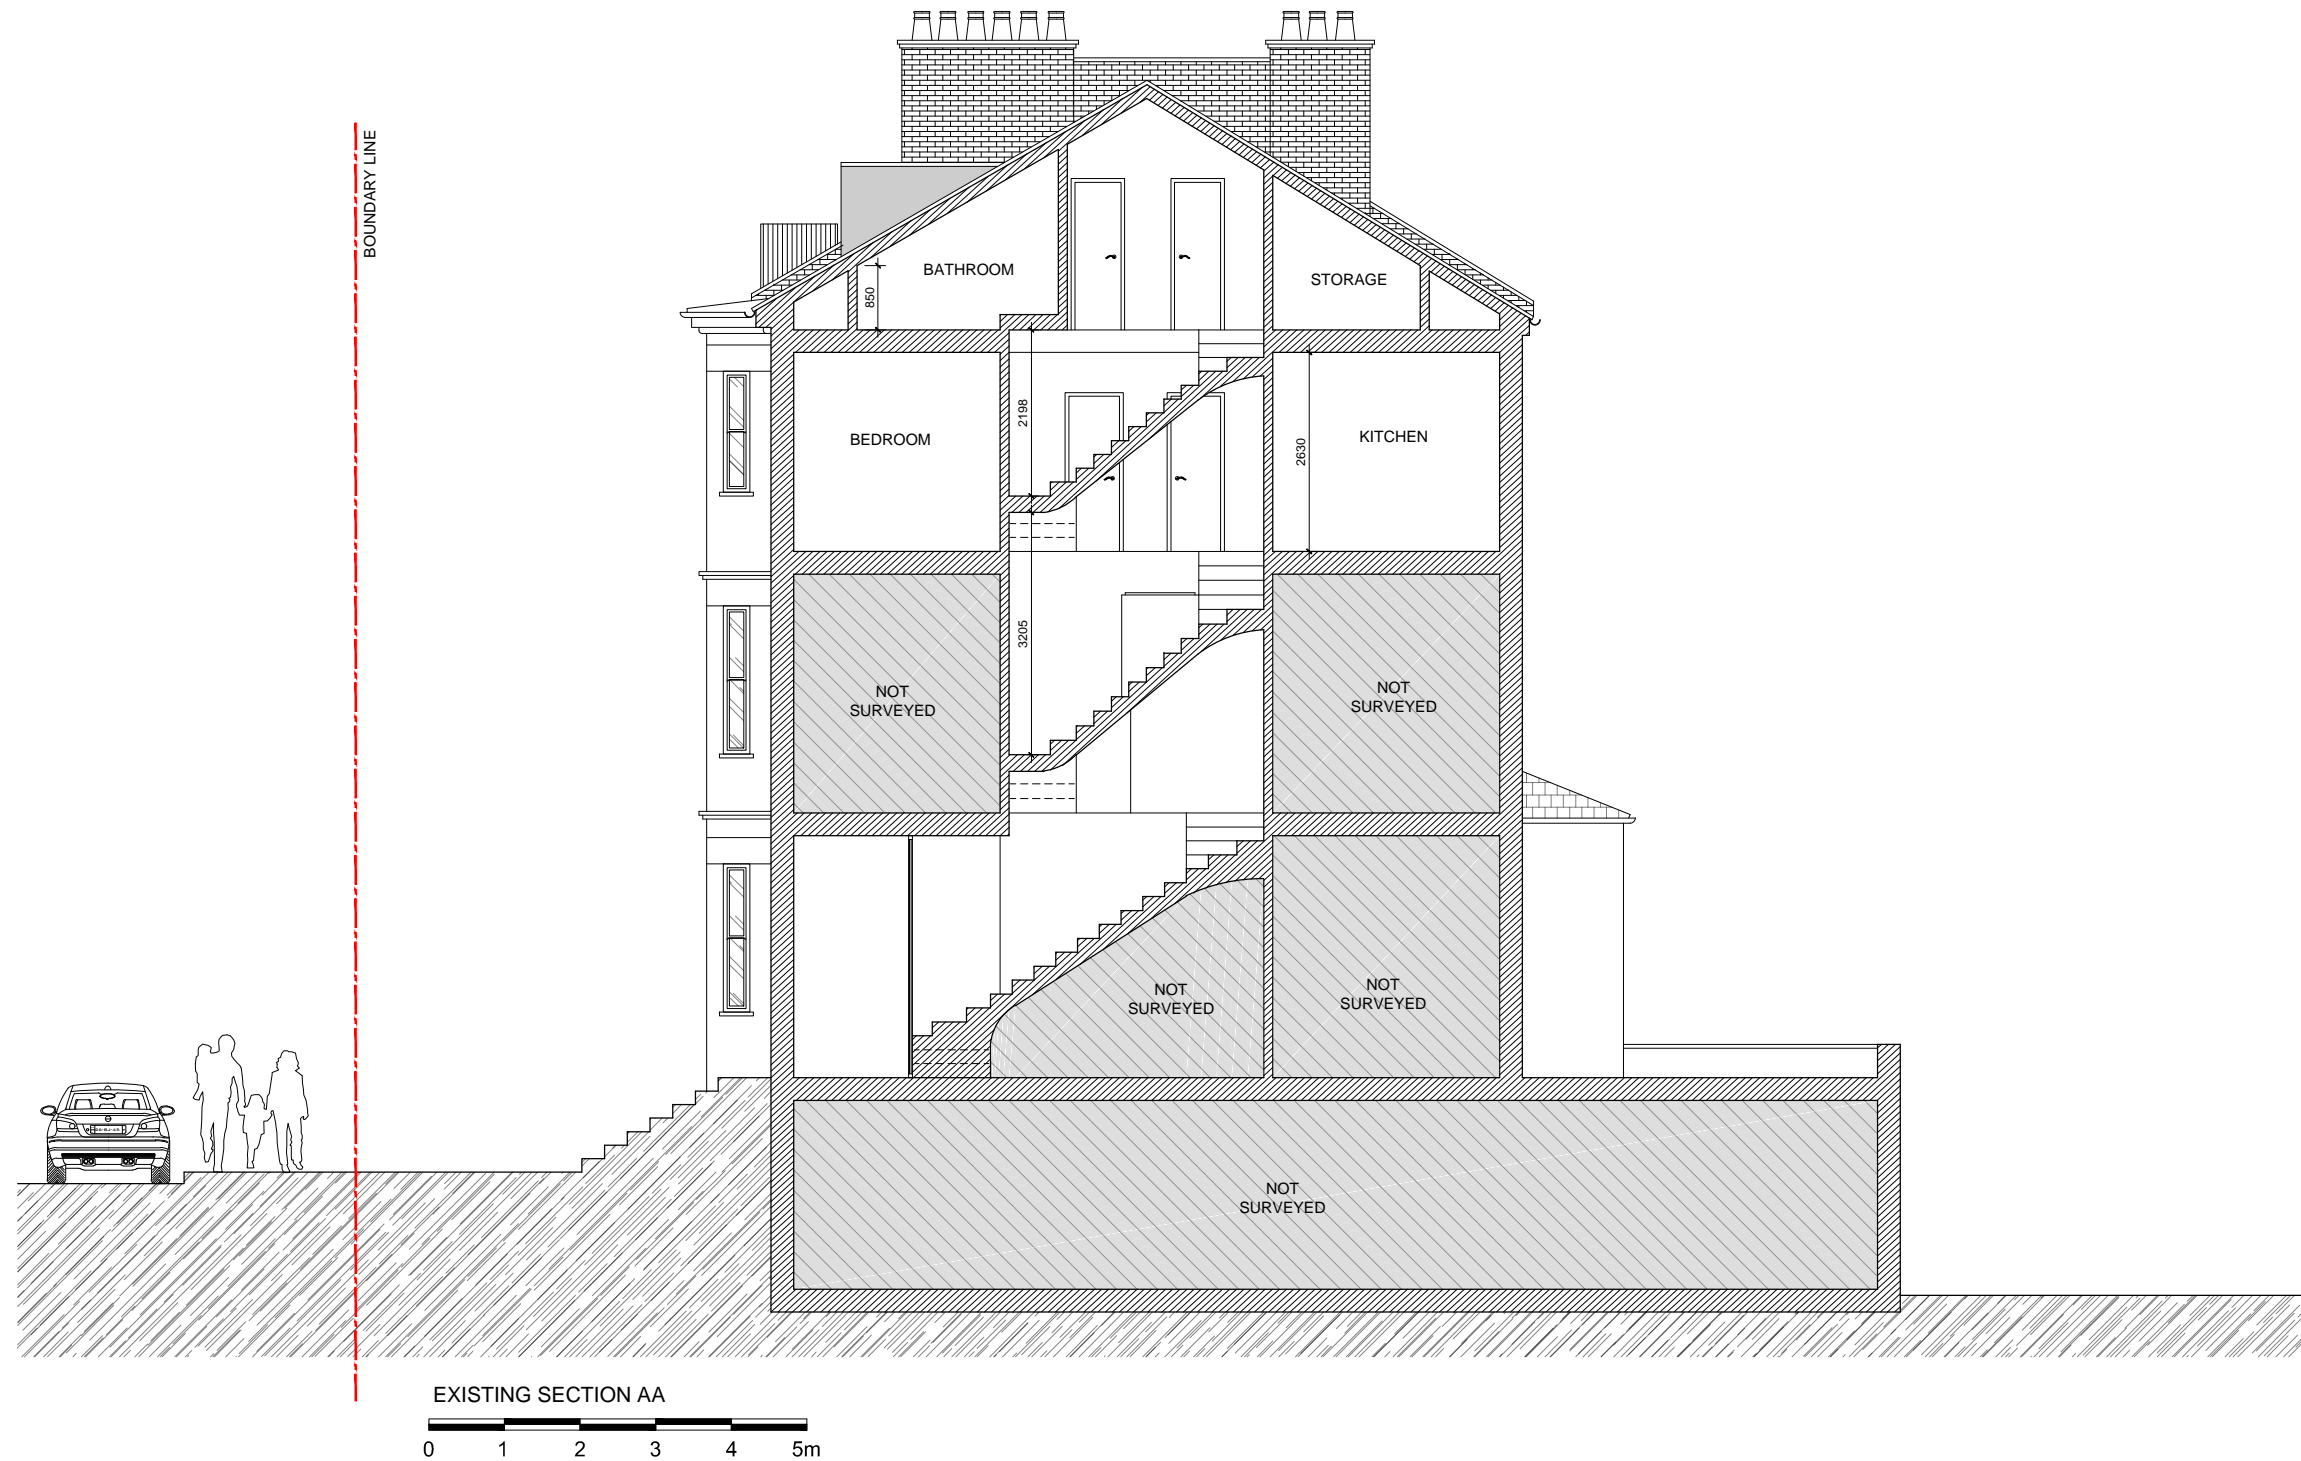 BOUNDARY LINE
BATHROOM
STORAGE
850
BEDROOM
2198
KITCHEN
2630
NOT
SURVEYED
3205
NOT
SURVEYED
NOT
SURVEYED
NOT
SURVEYED
NOT
SURVEYED
EXISTING SECTION AA
0 1 2 3 4 5m